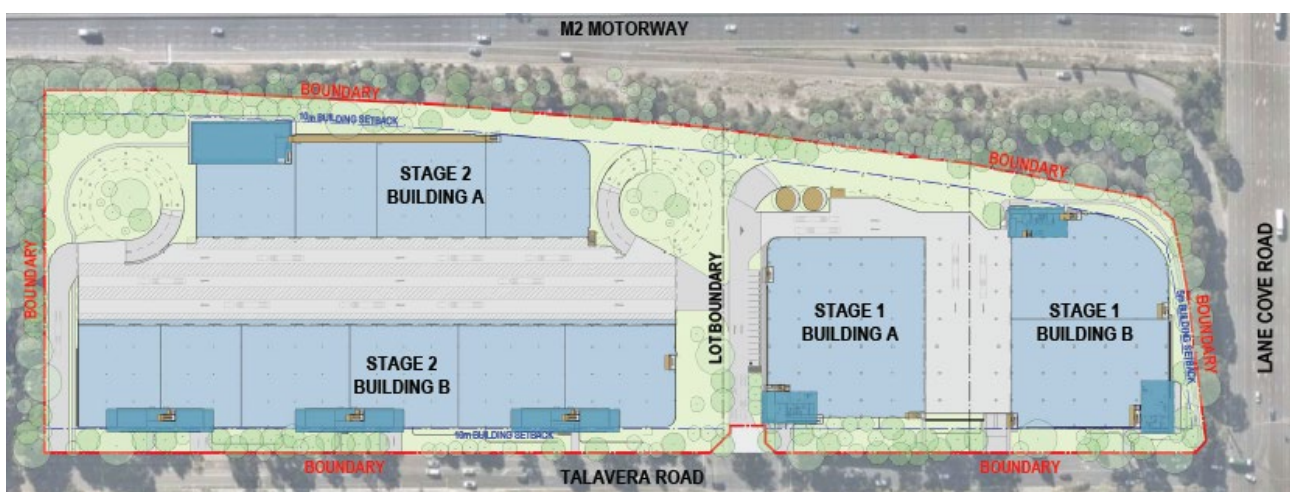 M2 MOTORWAY
BOUNDARY
10m BUILDING SETBACK
STAGE 2
BUILDING A
BOUNDARY
BOUNDARY
LOT BOUNDARY
STAGE 1
BUILDING A
STAGE 1
BUILDING B
5m BUILDING SETBACK
BOUNDARY
LANE COVE ROAD
STAGE 2
BUILDING B
10m BUILDING SETBACK
BOUNDARY
BOUNDARY
TALAVERA ROAD